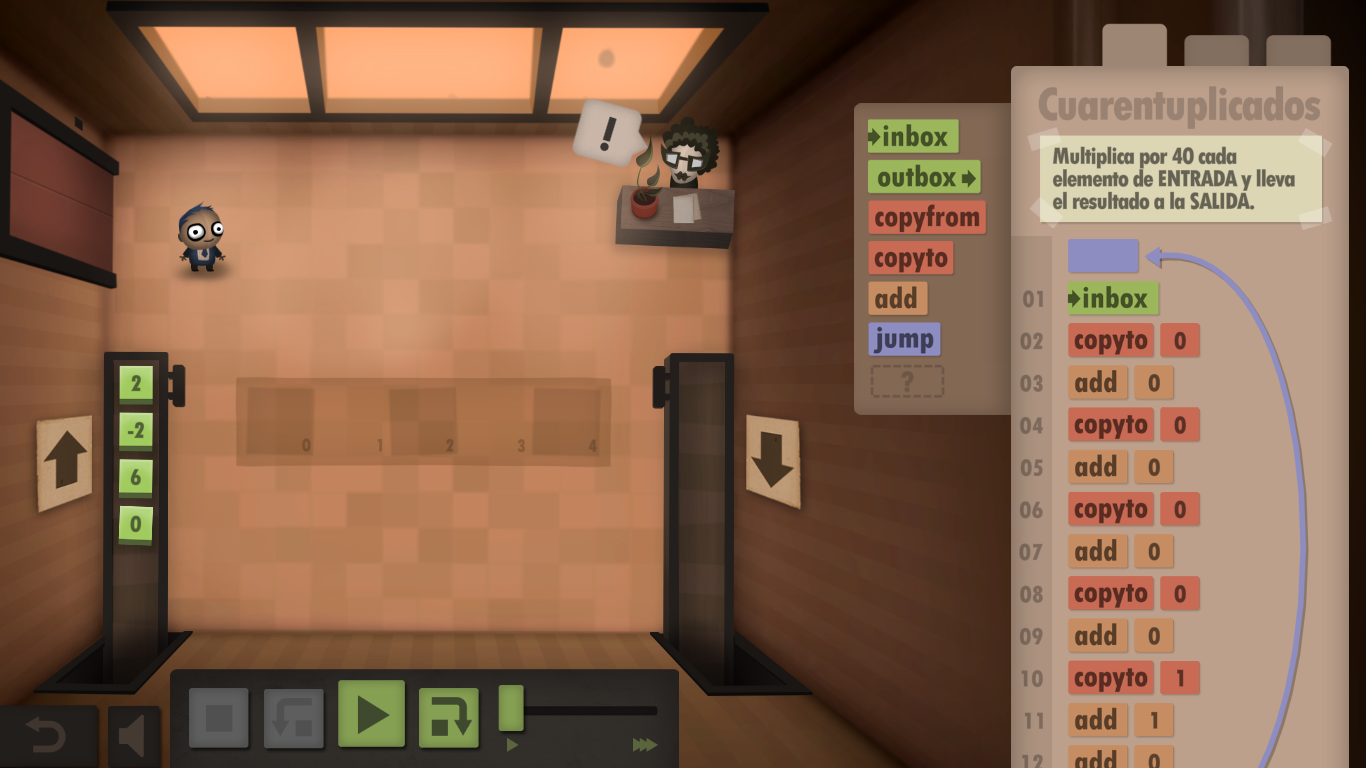 !
2
-2
6
0
0 1 2 3 4
inbox
outbox
copyfrom
copyto
add
jump
?
Cuarentuplicados
Multiplica por 40 cada
elemento de ENTRADA y lleva
el resultado a la SALIDA.
01 inbox
02 copyto 0
03 add 0
04 copyto 0
05 add 0
06 copyto 0
07 add 0
08 copyto 0
09 add 0
10 copyto 1
11 add 1
12 add 0